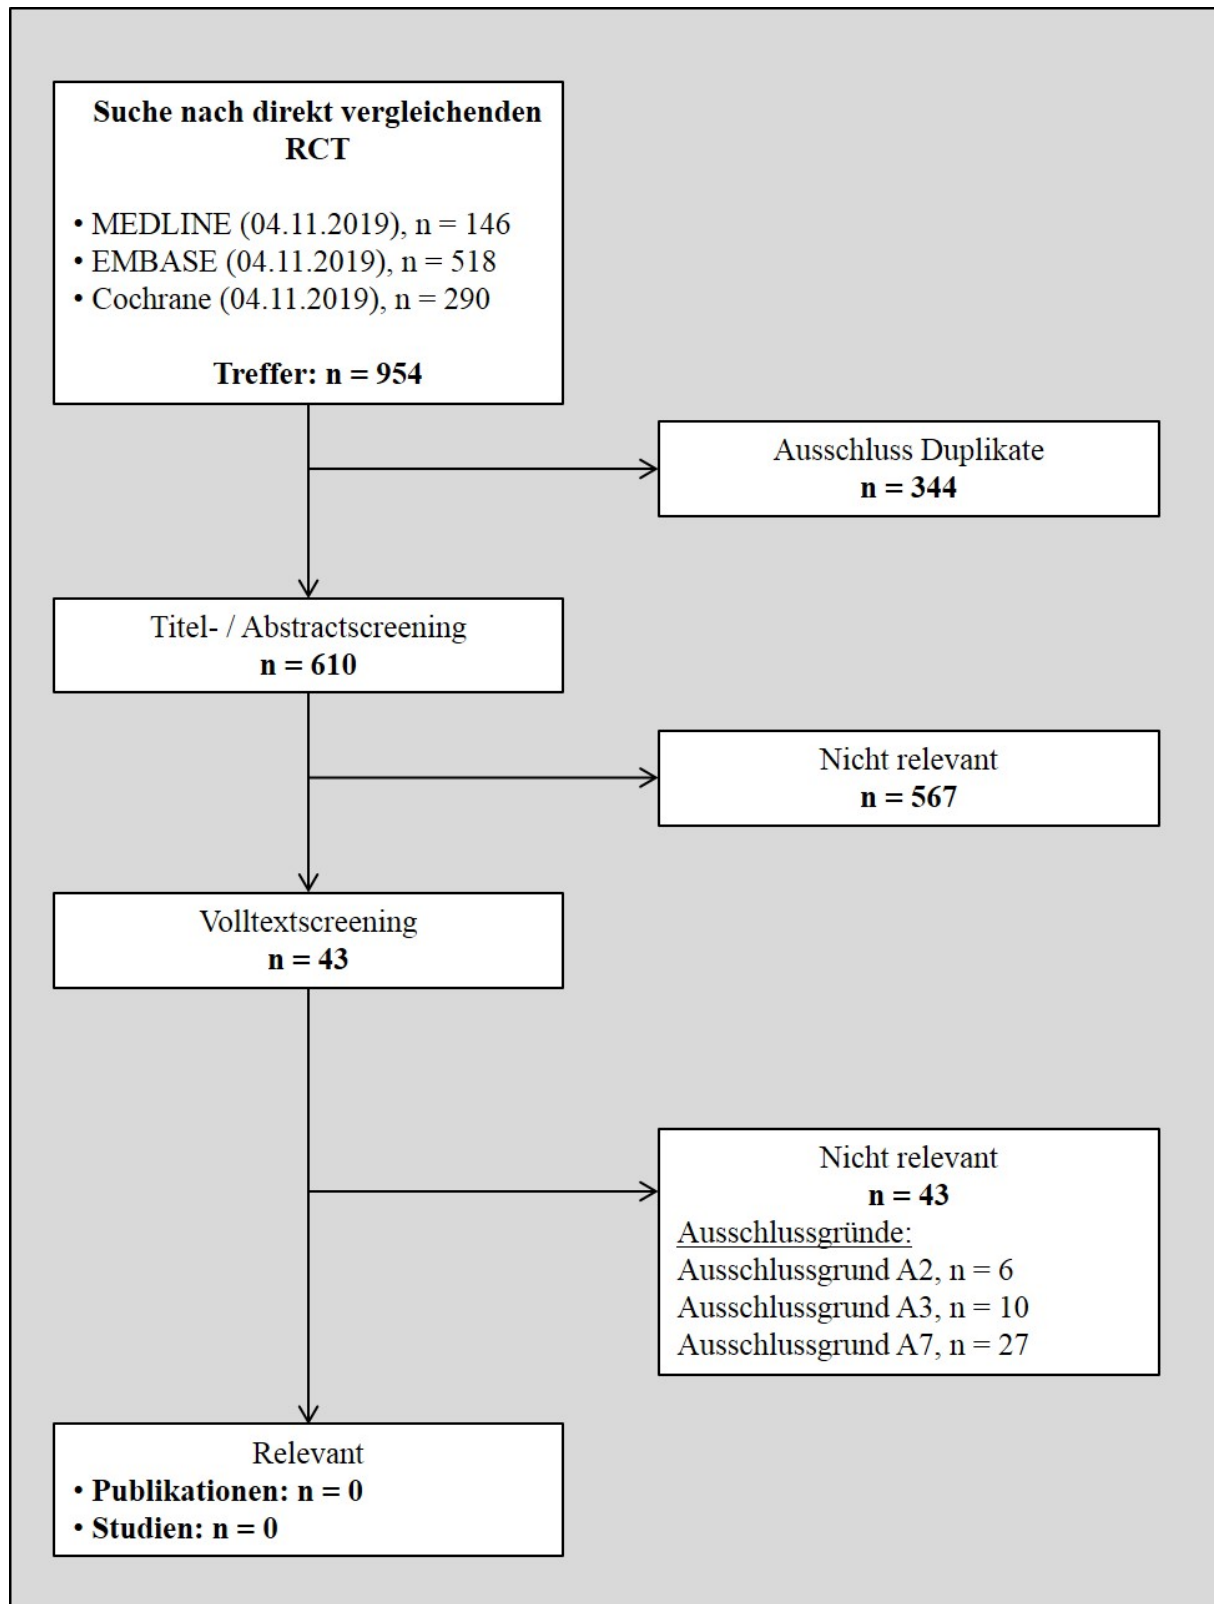 Suche nach direkt vergleichenden
RCT
• MEDLINE (04.11.2019), n = 146
• EMBASE (04.11.2019), n = 518
• Cochrane (04.11.2019), n = 290
Treffer: n = 954
Ausschluss Duplikate
n = 344
Titel- / Abstractscreening
n = 610
Nicht relevant
n = 567
Volltextscreening
n = 43
Nicht relevant
n = 43
Ausschlussgründe:
Ausschlussgrund A2, n = 6
Ausschlussgrund A3, n = 10
Ausschlussgrund A7, n = 27
Relevant
• Publikationen: n = 0
• Studien: n = 0